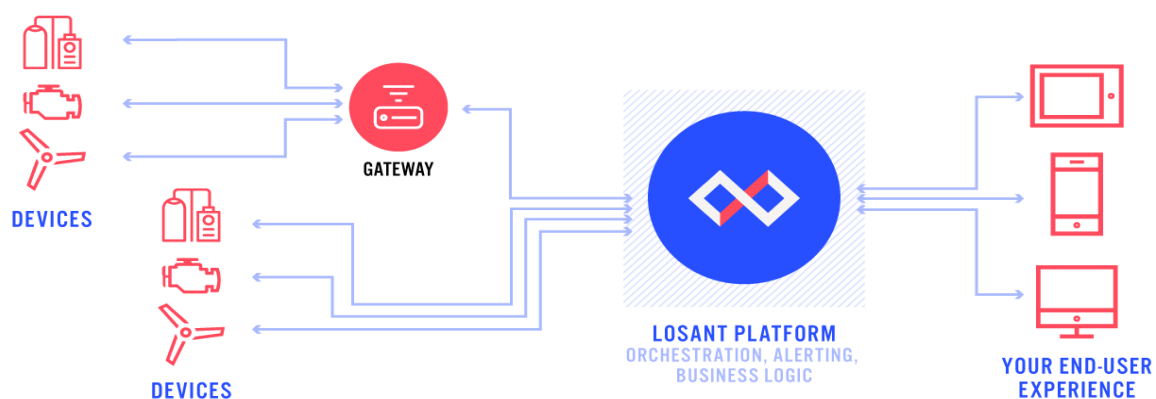 GATEWAY
DEVICES
DEVICES
LOSANT PLATFORM
ORCHESTRATION, ALERTING,
BUSINESS LOGIC
YOUR END-USER
EXPERIENCE